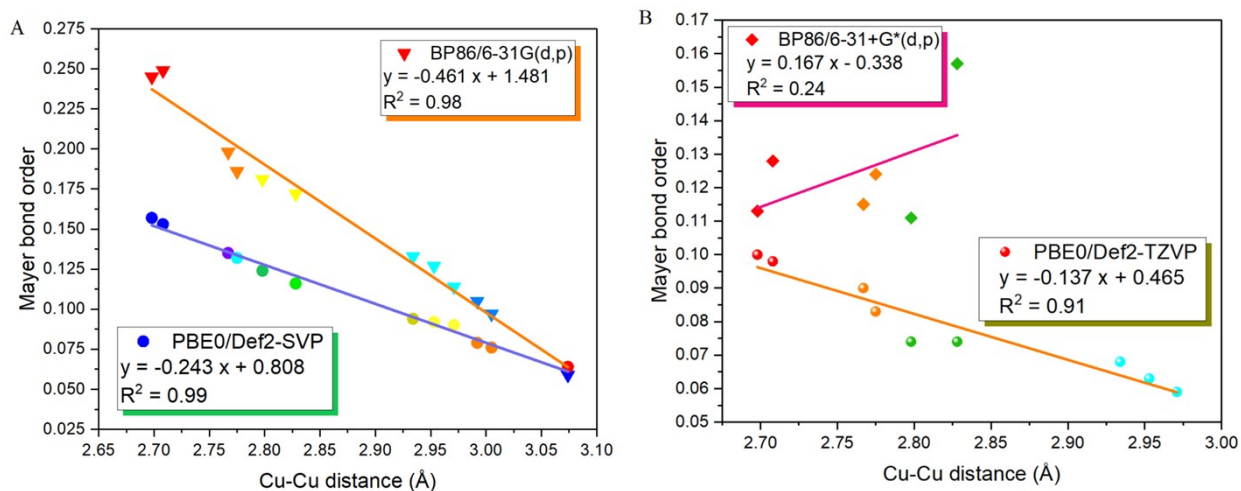 A
BP86/6-31G(d,p)
y = -0.461 x + 1.481
R² = 0.98
PBE0/Def2-SVP
y = -0.243 x + 0.808
R² = 0.99
Mayer bond order
0.275
0.250
0.225
0.200
0.175
0.150
0.125
0.100
0.075
0.050
0.025
2.65 2.70 2.75 2.80 2.85 2.90 2.95 3.00 3.05 3.10
Cu-Cu distance (Å)
B
BP86/6-31+G*(d,p)
y = 0.167 x - 0.338
R² = 0.24
PBE0/Def2-TZVP
y = -0.137 x + 0.465
R² = 0.91
Mayer bond order
0.17
0.16
0.15
0.14
0.13
0.12
0.11
0.10
0.09
0.08
0.07
0.06
0.05
2.70 2.75 2.80 2.85 2.90 2.95 3.00
Cu-Cu distance (Å)